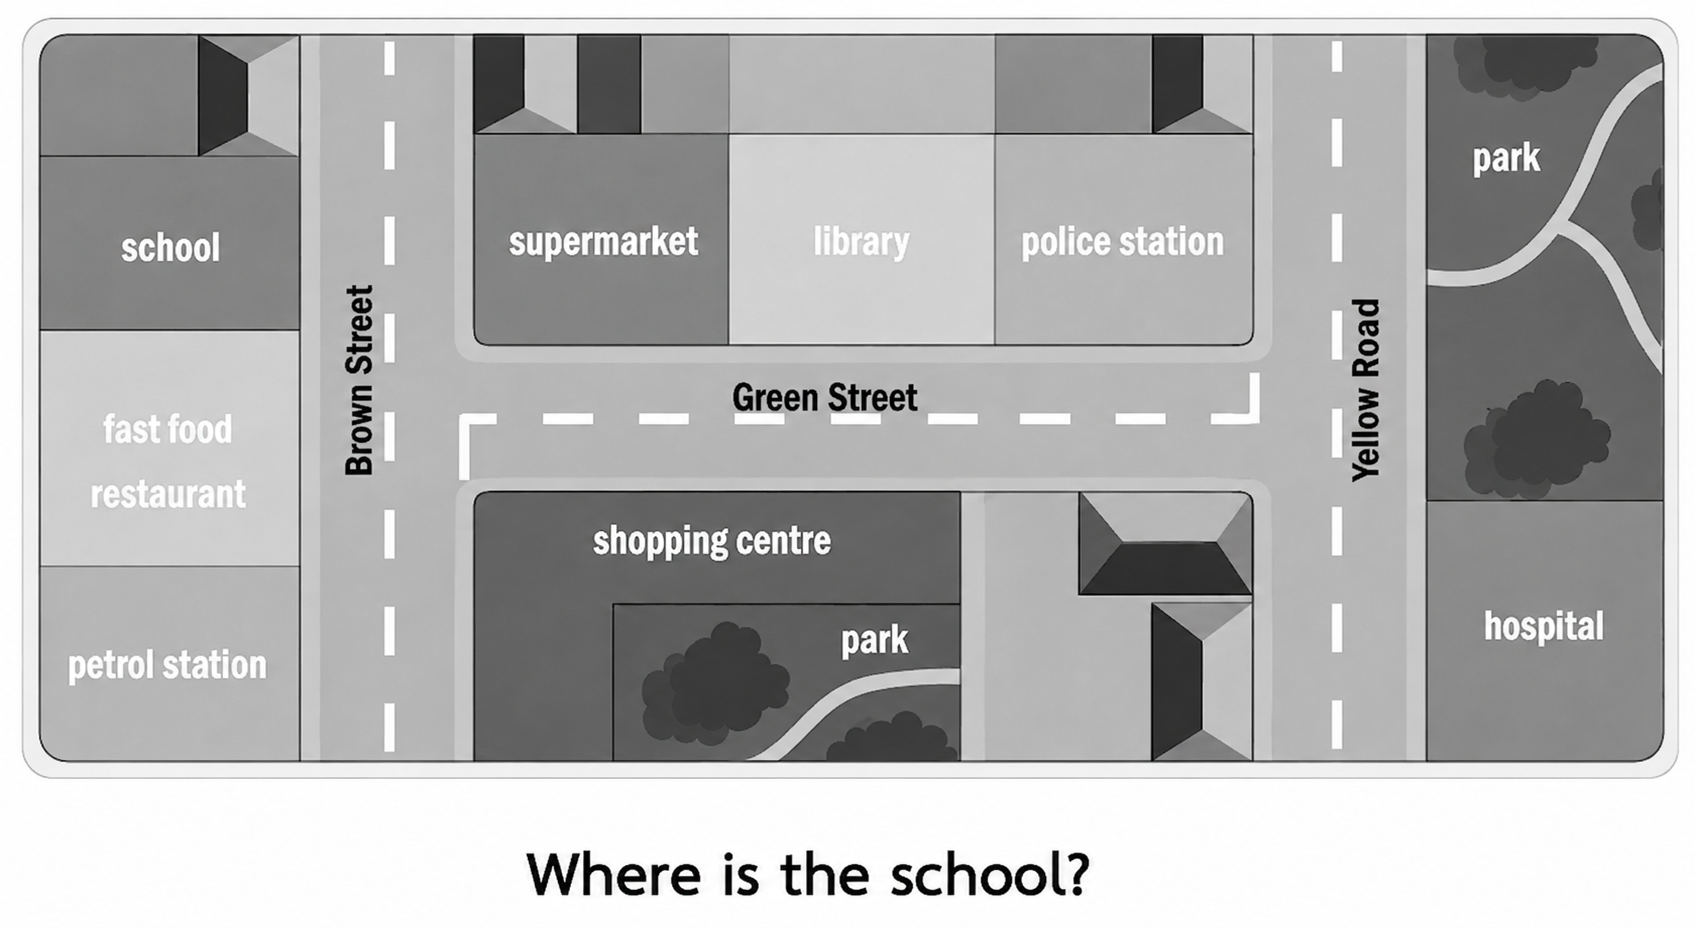 park
school
supermarket
library
police station
Brown Street
Green Street
Yellow Road
fast food
restaurant
shopping centre
park
petrol station
hospital
Where is the school?